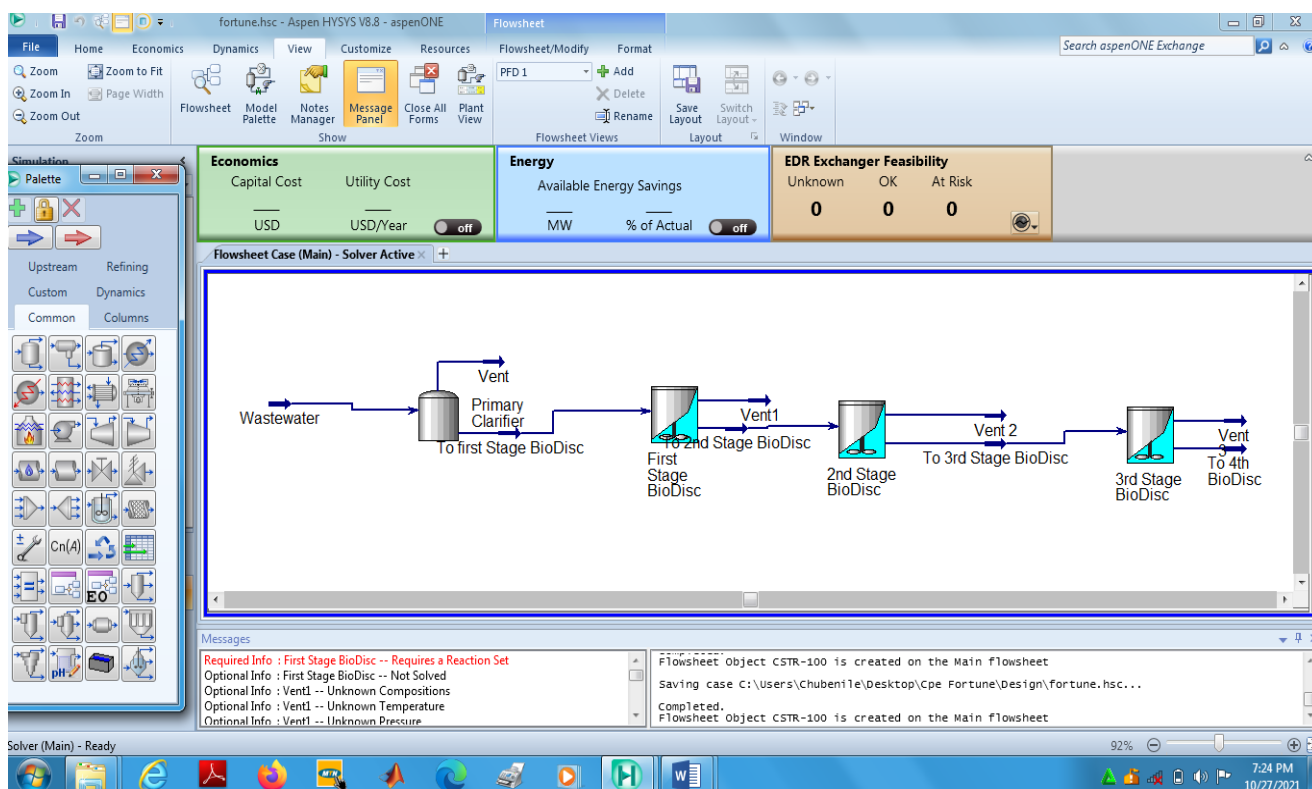 fortune.hsc - Aspen HYSYS V8.8 - aspenONE
Flowsheet
File Home Economics Dynamics View Customize Resources Flowsheet/Modify Format
Search aspenONE Exchange
Zoom
Zoom to Fit
Zoom In
Page Width
Zoom Out
Zoom
Flowsheet
Model Palette
Notes Manager
Message Panel
Close All Forms
Plant View
Show
PFD 1
Add
Delete
Rename
Flowsheet Views
Save Layout
Switch Layout
Layout
Window
Simulation
Palette
Upstream Refining
Custom Dynamics
Common Columns
Cn(A)
EO
pH
Economics
Capital Cost Utility Cost
USD USD/Year off
Energy
Available Energy Savings
MW % of Actual off
EDR Exchanger Feasibility
Unknown OK At Risk
0 0 0
Flowsheet Case (Main) - Solver Active
Wastewater
Vent
Primary
Clarifier
To first Stage BioDisc
Vent1
To 2nd Stage BioDisc
First
Stage
BioDisc
Vent 2
To 3rd Stage BioDisc
2nd Stage
BioDisc
Vent
3
To 4th
BioDisc
3rd Stage
BioDisc
Messages
Required Info : First Stage BioDisc -- Requires a Reaction Set
Optional Info : First Stage BioDisc -- Not Solved
Optional Info : Vent1 -- Unknown Compositions
Optional Info : Vent1 -- Unknown Temperature
Optional Info : Vent1 -- Unknown Pressure
Completed.
Flowsheet Object CSTR-100 is created on the Main flowsheet
Saving case C:\Users\Chubenile\Desktop\Cpe Fortune\Design\fortune.hsc...
Completed.
Flowsheet Object CSTR-100 is created on the Main flowsheet
Solver (Main) - Ready
92%
7:24 PM
10/27/2021